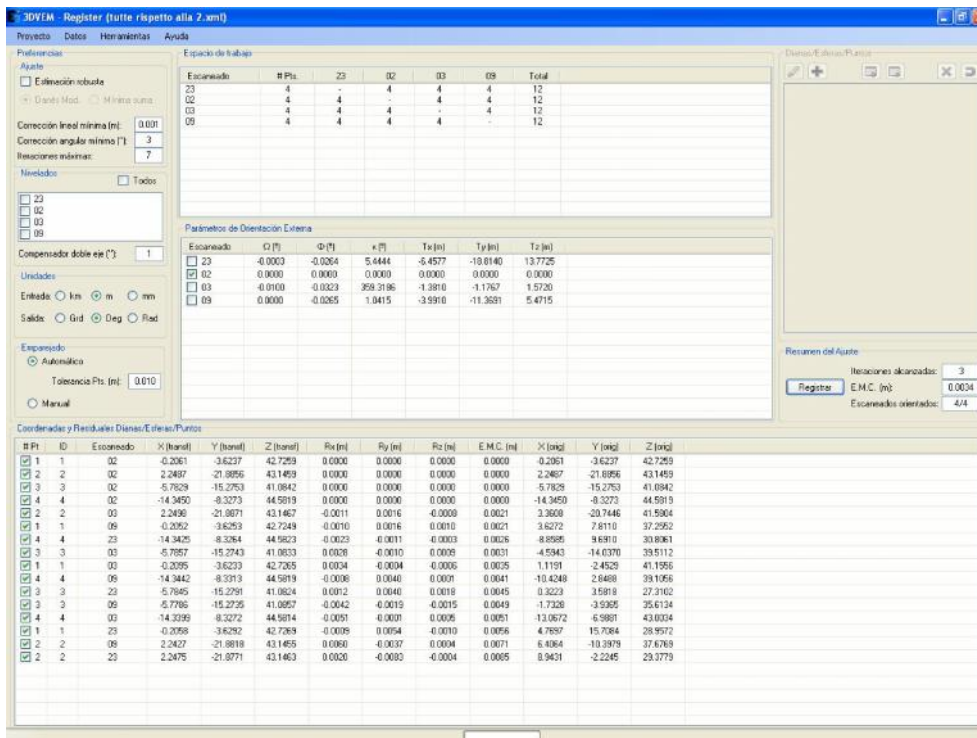 3DVEM - Register (tutte rispetto alla 2.xml)
Proyecto Datos Herramientas Ayuda
Preferencias
Ajuste
Estimación robusta
Danés Mod. Mínima suma
Corrección lineal mínima (m): 0.001
Corrección angular mínima ("): 3
Iteraciones máximas: 7
Nivelados
Todos
23
02
03
09
Compensador doble eje ("): 1
Unidades
Entrada: km m mm
Salida: Grd Deg Rad
Emparejado
Automático
Tolerancia Pts. (m): 0.010
Manual
Espacio de trabajo
Escaneado # Pts. 23 02 03 09 Total
23 4 - 4 4 4 12
02 4 4 - 4 4 12
03 4 4 4 - 4 12
09 4 4 4 4 - 12
Parámetros de Orientación Externa
Escaneado Ω [º] Φ [º] κ [º] Tx [m] Ty [m] Tz [m]
23 -0.0003 -0.0264 5.4444 -6.4577 -18.8140 13.7725
02 0.0000 0.0000 0.0000 0.0000 0.0000 0.0000
03 -0.0100 -0.0323 359.3186 -1.3810 -1.1767 1.5720
09 0.0000 -0.0265 1.0415 -3.9910 -11.3691 5.4715
Dianas/Esferas/Puntos
Resumen del Ajuste
Iteraciones alcanzadas: 3
Registrar E.M.C. (m): 0.0034
Escaneados orientados: 4/4
Coordenadas y Residuales Dianas/Esferas/Puntos
# Pt ID Escaneado X (transf) Y (transf) Z (transf) Rx [m] Ry [m] Rz [m] E.M.C. [m] X (orig) Y (orig) Z (orig)
1 1 02 -0.2061 -3.6237 42.7259 0.0000 0.0000 0.0000 0.0000 -0.2061 -3.6237 42.7259
2 2 02 2.2487 -21.8856 43.1459 0.0000 0.0000 0.0000 0.0000 2.2487 -21.8856 43.1459
3 3 02 -5.7829 -15.2753 41.0842 0.0000 0.0000 0.0000 0.0000 -5.7829 -15.2753 41.0842
4 4 02 -14.3450 -8.3273 44.5819 0.0000 0.0000 0.0000 0.0000 -14.3450 -8.3273 44.5819
2 2 03 2.2498 -21.8871 43.1467 -0.0011 0.0016 -0.0008 0.0021 3.3608 -20.7446 41.5804
1 1 09 -0.2052 -3.6253 42.7249 -0.0010 0.0016 0.0010 0.0021 3.6272 7.8110 37.2552
4 4 23 -14.3425 -8.3264 44.5823 -0.0023 -0.0011 -0.0003 0.0026 -8.8585 9.6910 30.8061
3 3 03 -5.7857 -15.2743 41.0833 0.0028 -0.0010 0.0009 0.0031 -4.5943 -14.0370 39.5112
1 1 03 -0.2095 -3.6233 42.7265 0.0034 -0.0004 -0.0006 0.0035 1.1191 -2.4529 41.1556
4 4 09 -14.3442 -8.3313 44.5819 -0.0008 0.0040 0.0001 0.0041 -10.4248 2.8488 39.1056
3 3 23 -5.7845 -15.2791 41.0824 0.0012 0.0040 0.0018 0.0045 0.3223 3.5818 27.3102
3 3 09 -5.7786 -15.2735 41.0857 -0.0042 -0.0019 -0.0015 0.0049 -1.7328 -3.9365 35.6134
4 4 03 -14.3399 -8.3272 44.5814 -0.0051 -0.0001 0.0005 0.0051 -13.0672 -6.9881 43.0034
1 1 23 -0.2058 -3.6292 42.7269 -0.0009 0.0054 -0.0010 0.0056 4.7697 15.7084 28.9572
2 2 09 2.2427 -21.8818 43.1455 0.0060 -0.0037 0.0004 0.0071 6.4064 -10.3979 37.6769
2 2 23 2.2475 -21.8771 43.1463 0.0020 -0.0083 -0.0004 0.0085 8.9431 -2.2245 29.3779